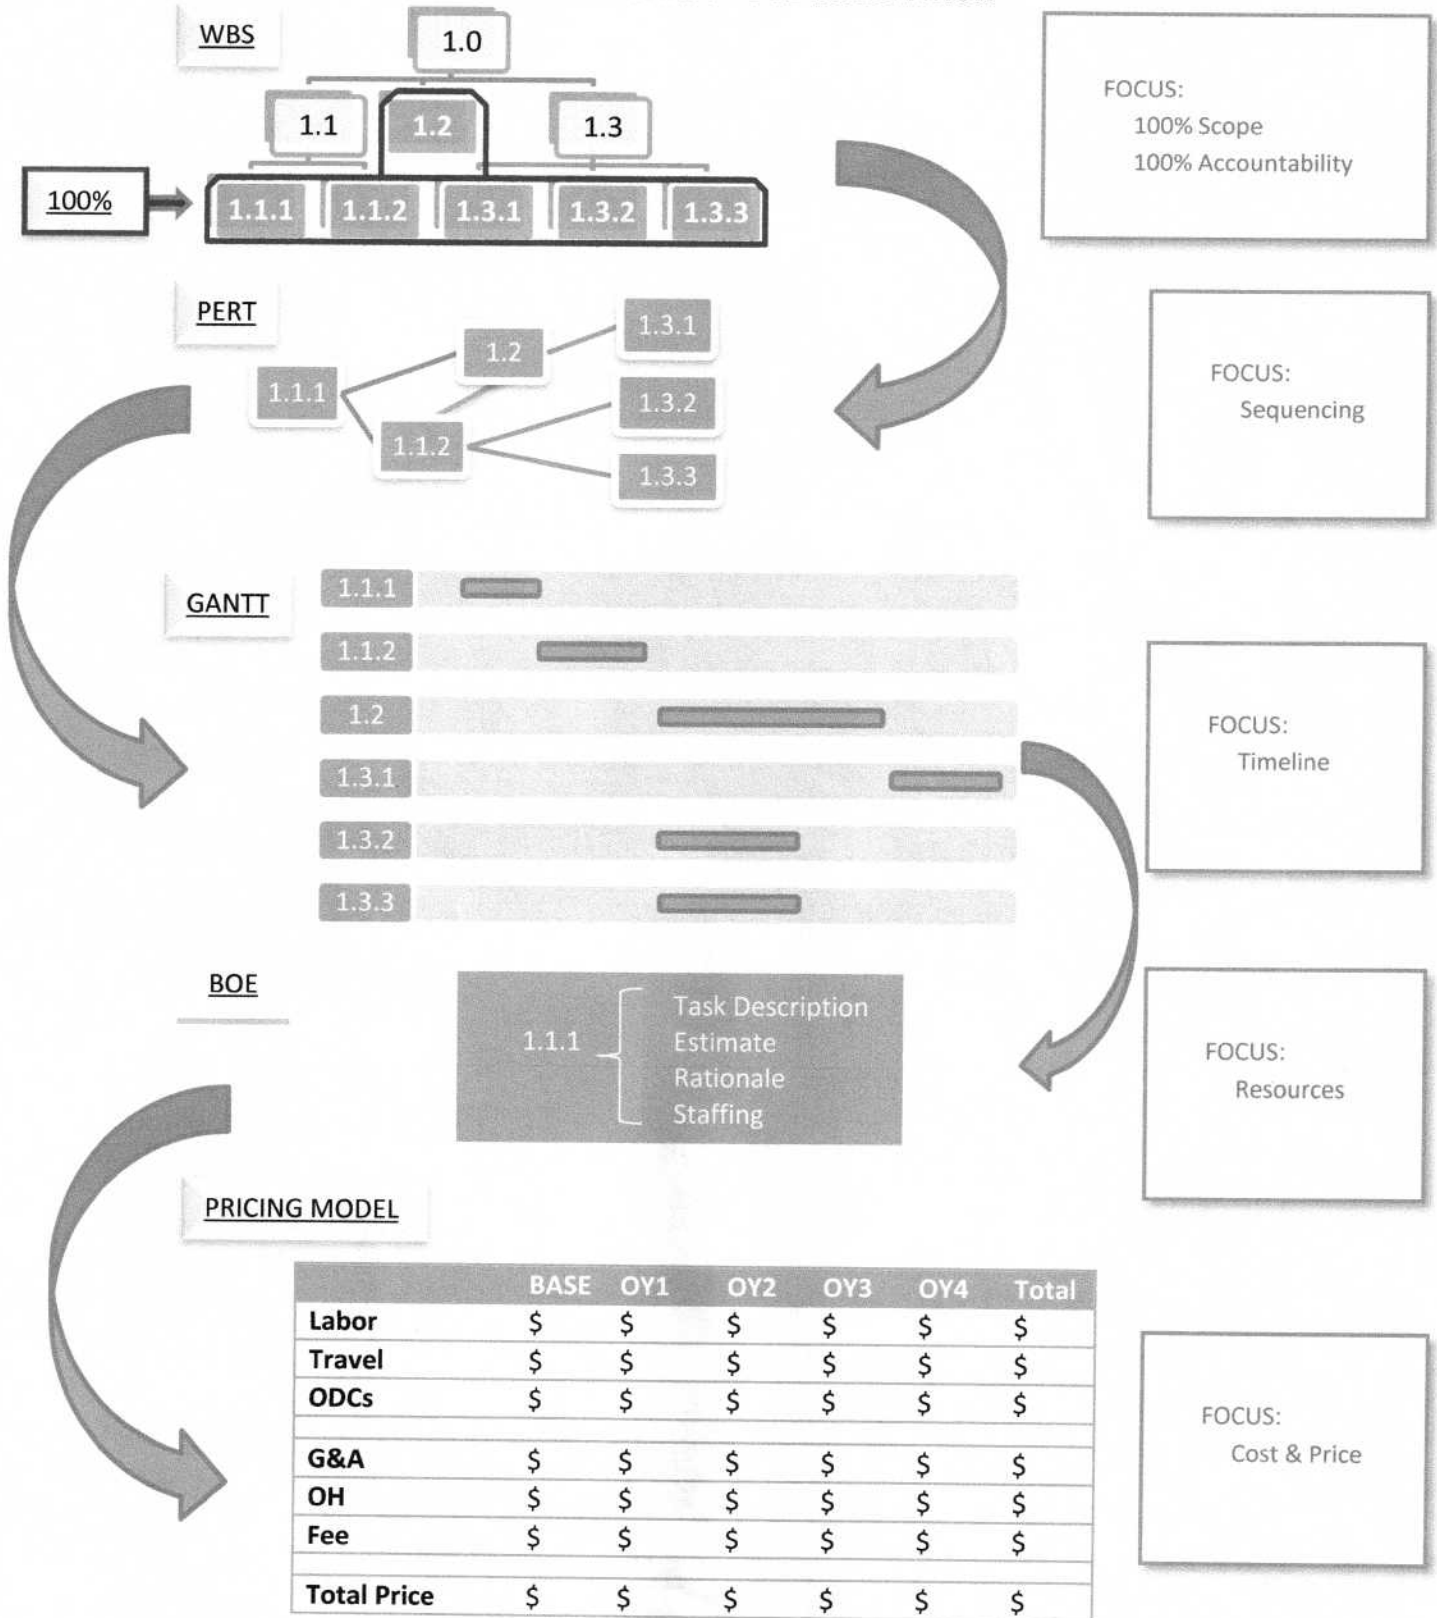 WBS
1.0
1.1
1.2
1.3
100%
1.1.1
1.1.2
1.3.1
1.3.2
1.3.3
FOCUS:
100% Scope
100% Accountability
PERT
1.1.1
1.2
1.1.2
1.3.1
1.3.2
1.3.3
FOCUS:
Sequencing
GANTT
1.1.1
1.1.2
1.2
1.3.1
1.3.2
1.3.3
FOCUS:
Timeline
BOE
1.1.1
Task Description
Estimate
Rationale
Staffing
FOCUS:
Resources
PRICING MODEL
BASE OY1 OY2 OY3 OY4 Total
Labor $ $ $ $ $ $
Travel $ $ $ $ $ $
ODCs $ $ $ $ $ $
G&A $ $ $ $ $ $
OH $ $ $ $ $ $
Fee $ $ $ $ $ $
Total Price $ $ $ $ $ $
FOCUS:
Cost & Price